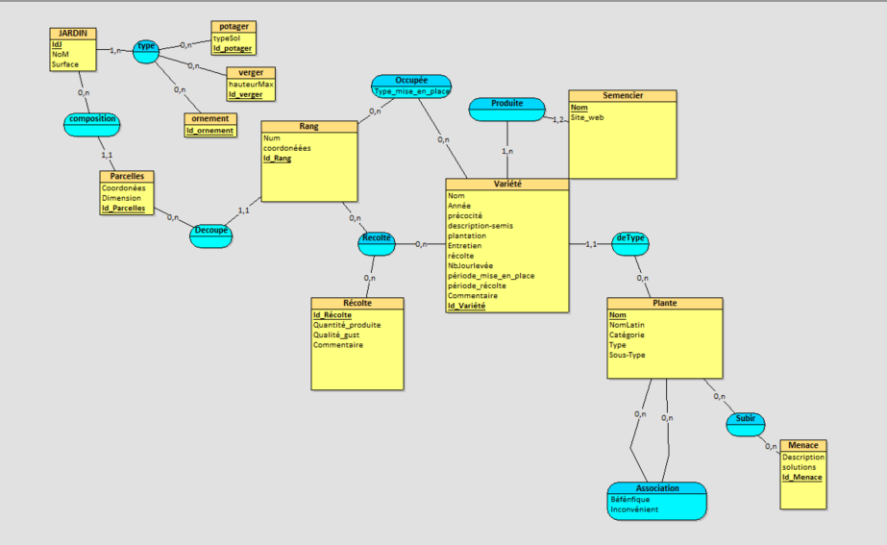 JARDIN
IdJ
NoM
Surface
1,n
type
0,n
potager
typeSol
Id_potager
0,n
verger
hauteurMax
Id_verger
0,n
ornement
Id_ornement
0,n
composition
1,1
Parcelles
Coordonées
Dimension
Id_Parcelles
0,n
Decoupé
1,1
Rang
Num
coordonéées
Id_Rang
0,n
Occupée
Type_mise_en_place
0,n
Produite
1,2
1,n
Semencier
Nom
Site_web
Variété
Nom
Année
précocité
description-semis
plantation
Entretien
récolte
NbJourlevée
période_mise_en_place
période_récolte
Commentaire
Id_Variété
0,n
Recolté
0,n
0,n
Récolte
Id_Récolte
Quantité_produite
Qualité_gust
Commentaire
1,1
deType
0,n
Plante
Nom
NomLatin
Catégorie
Type
Sous-Type
0,n
0,n
0,n
Subir
0,n
Menace
Description
solutions
Id_Menace
Association
Béfénfique
Inconvénient